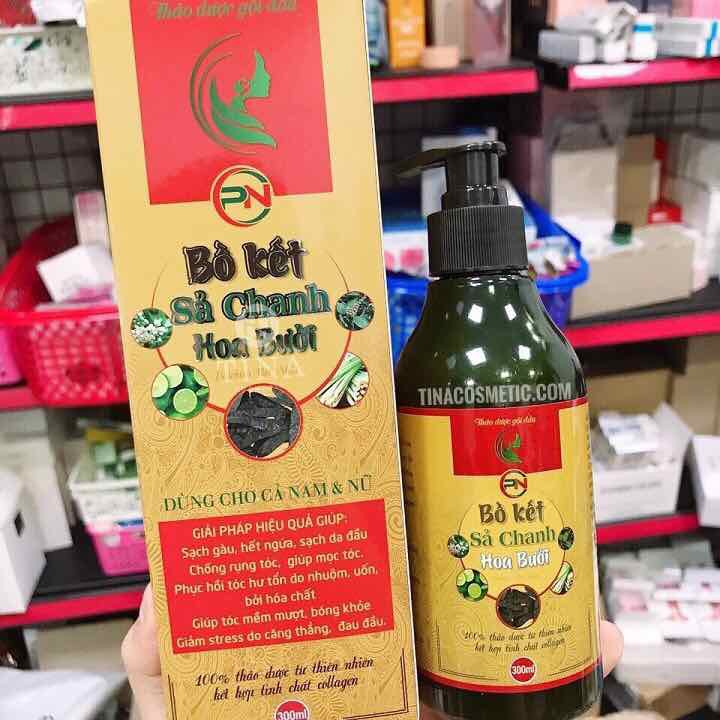 Thảo dược gội đầu
PN
Bồ kết
Sả Chanh
Hoa Bưởi
DÙNG CHO CẢ NAM & NỮ
GIẢI PHÁP HIỆU QUẢ GIÚP:
Sạch gàu, hết ngứa, sạch da đầu
Chống rụng tóc, giúp mọc tóc.
Phục hồi tóc hư tổn do nhuộm, uốn,
bởi hóa chất
Giúp tóc mềm mượt, bóng khỏe
Giảm stress do căng thẳng, đau đầu.
100% thảo dược từ thiên nhiên
kết hợp tinh chất collagen
300ml
TINACOSMETIC.COM
Thảo dược gội đầu
PN
Bồ kết
Sả Chanh
Hoa Bưởi
100% thảo dược từ thiên nhiên
kết hợp tinh chất collagen
300ml